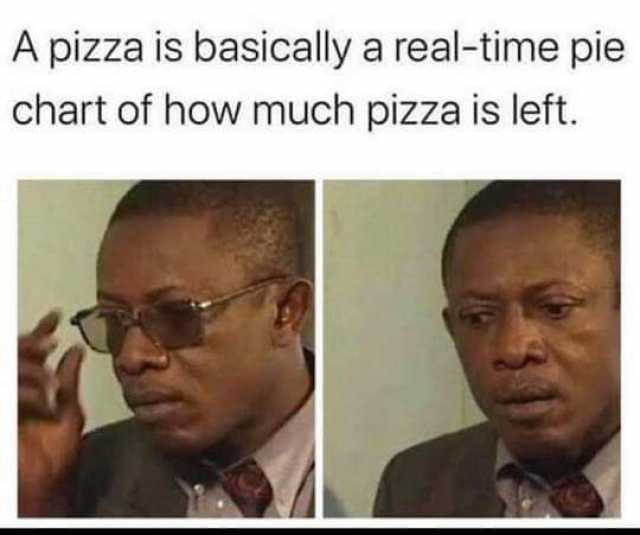 A pizza is basically a real-time pie
chart of how much pizza is left.